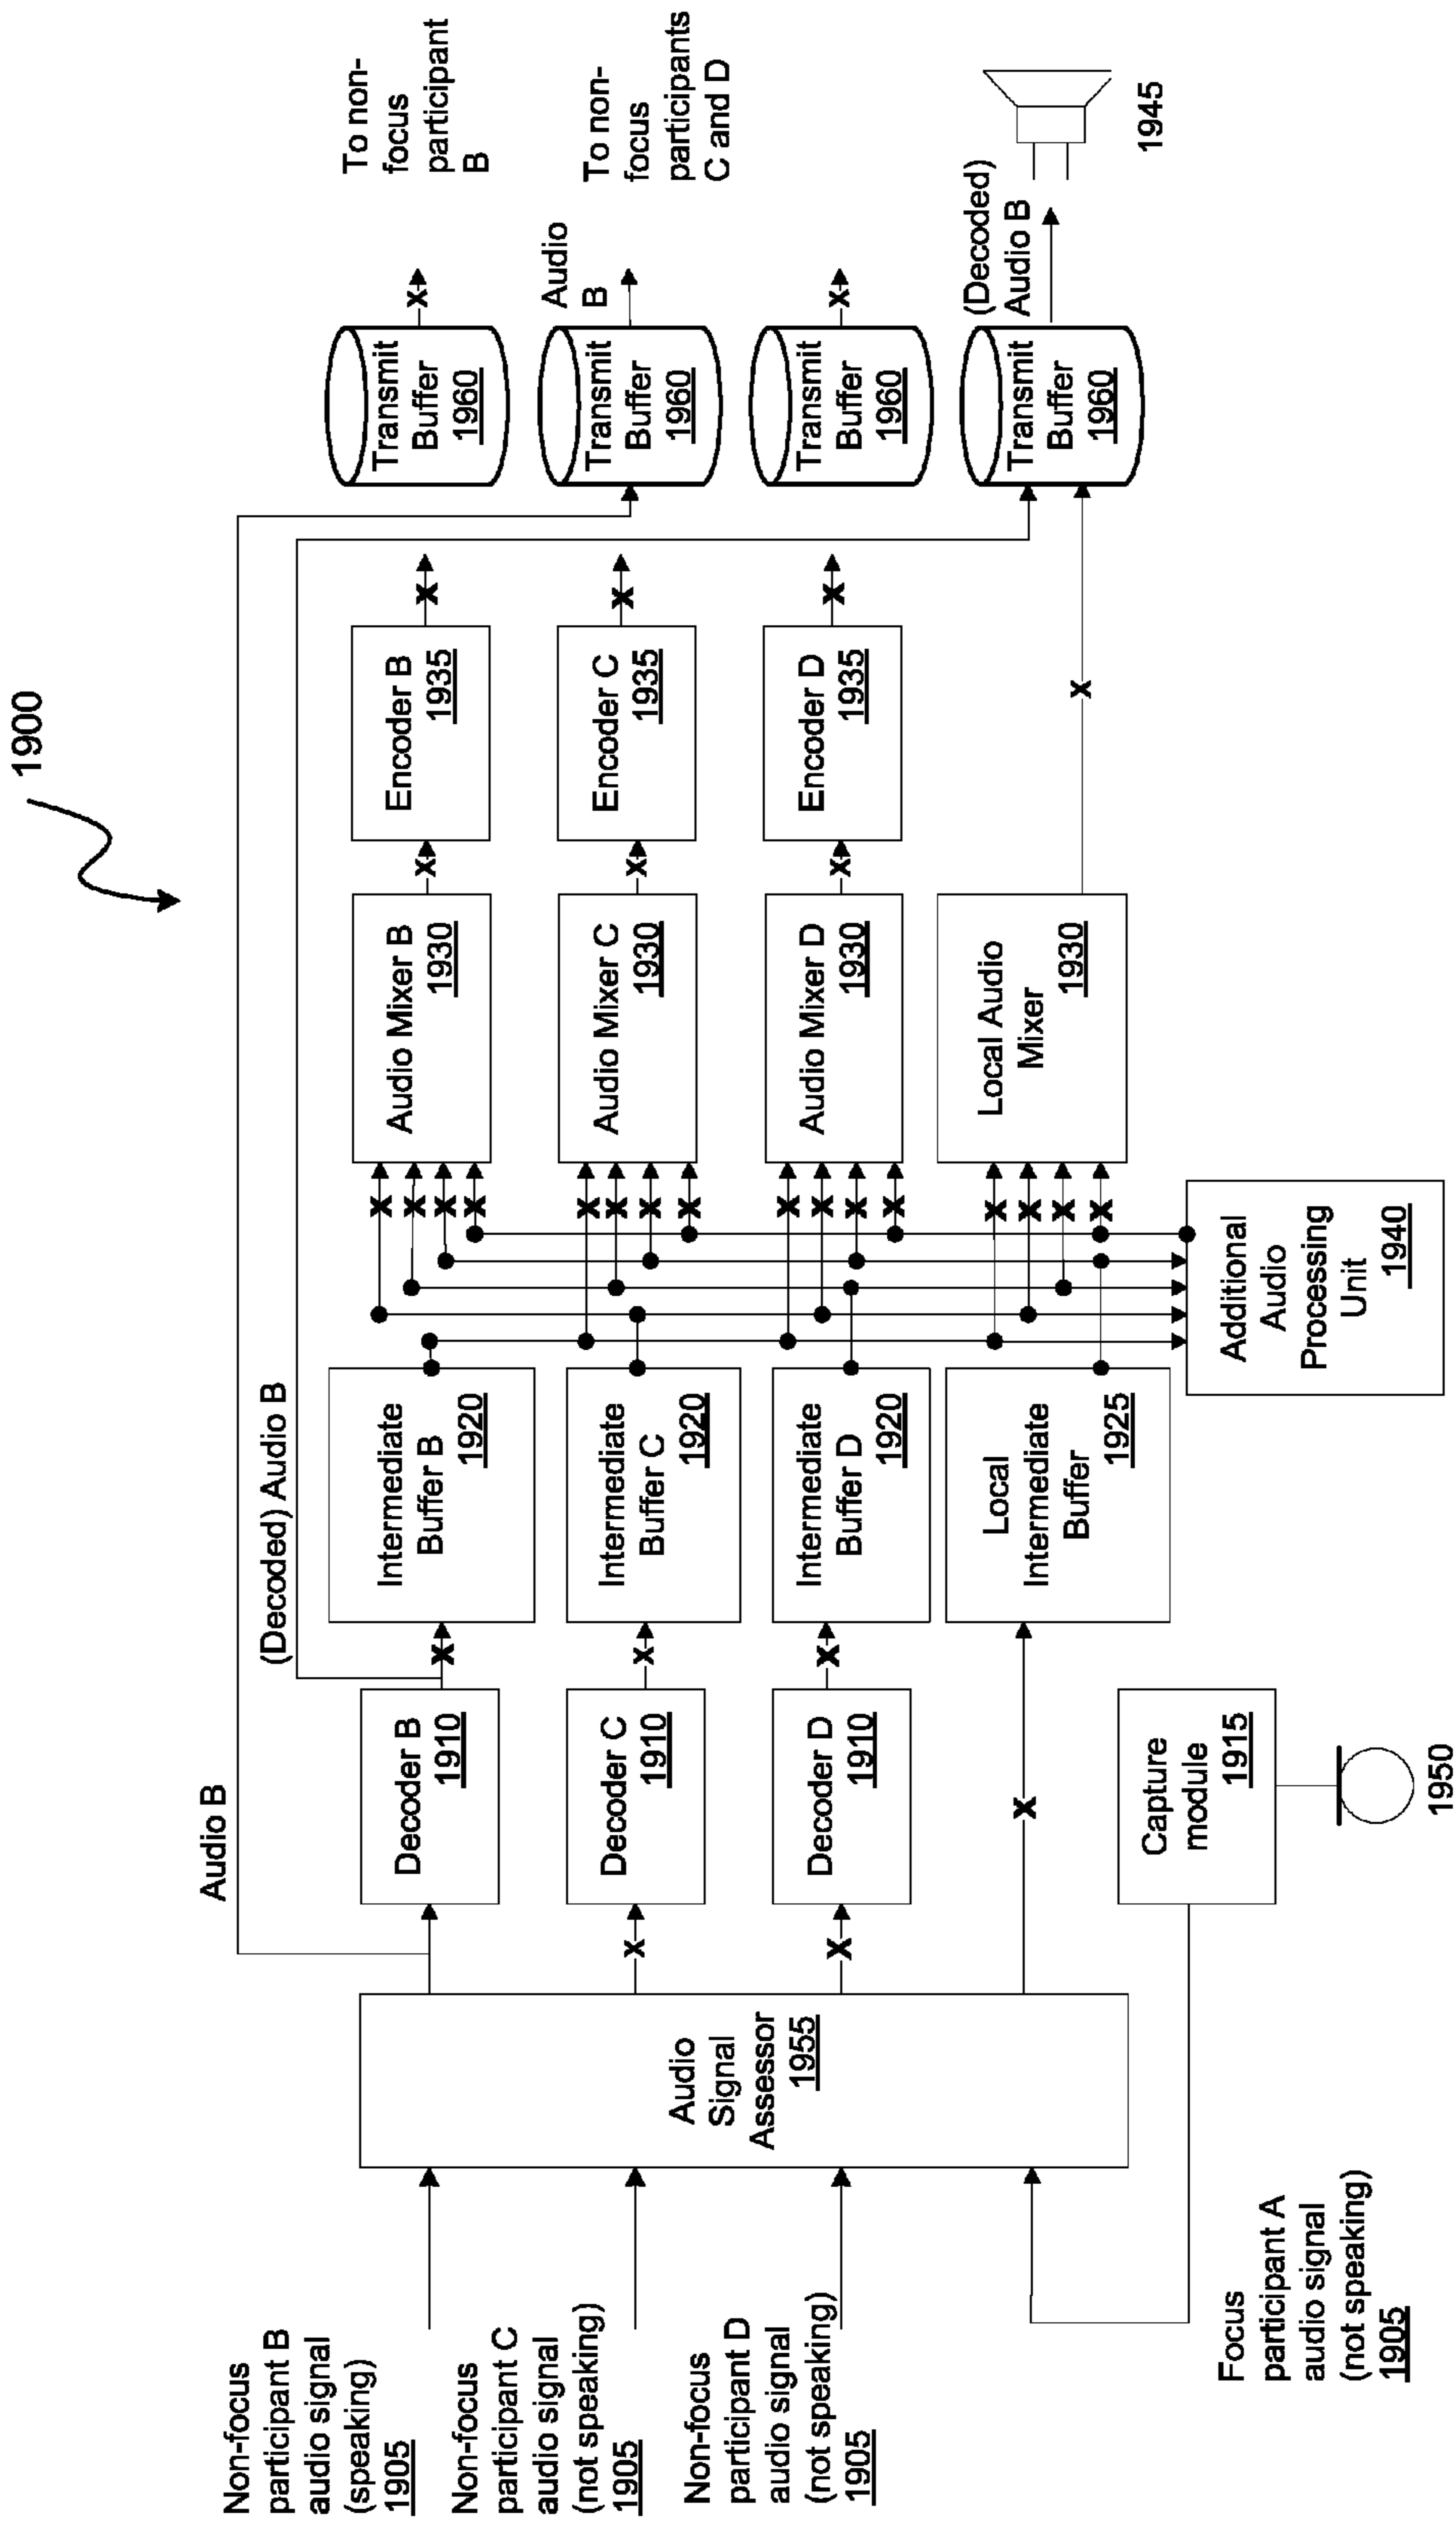 1900
Audio B
(Decoded) Audio B
Non-focus
participant B
audio signal
(speaking)
1905
Non-focus
participant C
audio signal
(not speaking)
1905
Non-focus
participant D
audio signal
(not speaking)
1905
Focus
participant A
audio signal
(not speaking)
1905
Audio
Signal
Assessor
1955
Decoder B
1910
Decoder C
1910
Decoder D
1910
Capture
module
1915
1950
Intermediate
Buffer B
1920
Intermediate
Buffer C
1920
Intermediate
Buffer D
1920
Local
Intermediate
Buffer
1925
Additional
Audio
Processing
Unit
1940
Audio Mixer B
1930
Audio Mixer C
1930
Audio Mixer D
1930
Local Audio
Mixer
1930
Encoder B
1935
Encoder C
1935
Encoder D
1935
Transmit
Buffer
1960
Transmit
Buffer
1960
Transmit
Buffer
1960
Transmit
Buffer
1960
To non-
focus
participant
B
Audio
B
To non-
focus
participants
C and D
(Decoded)
Audio B
1945